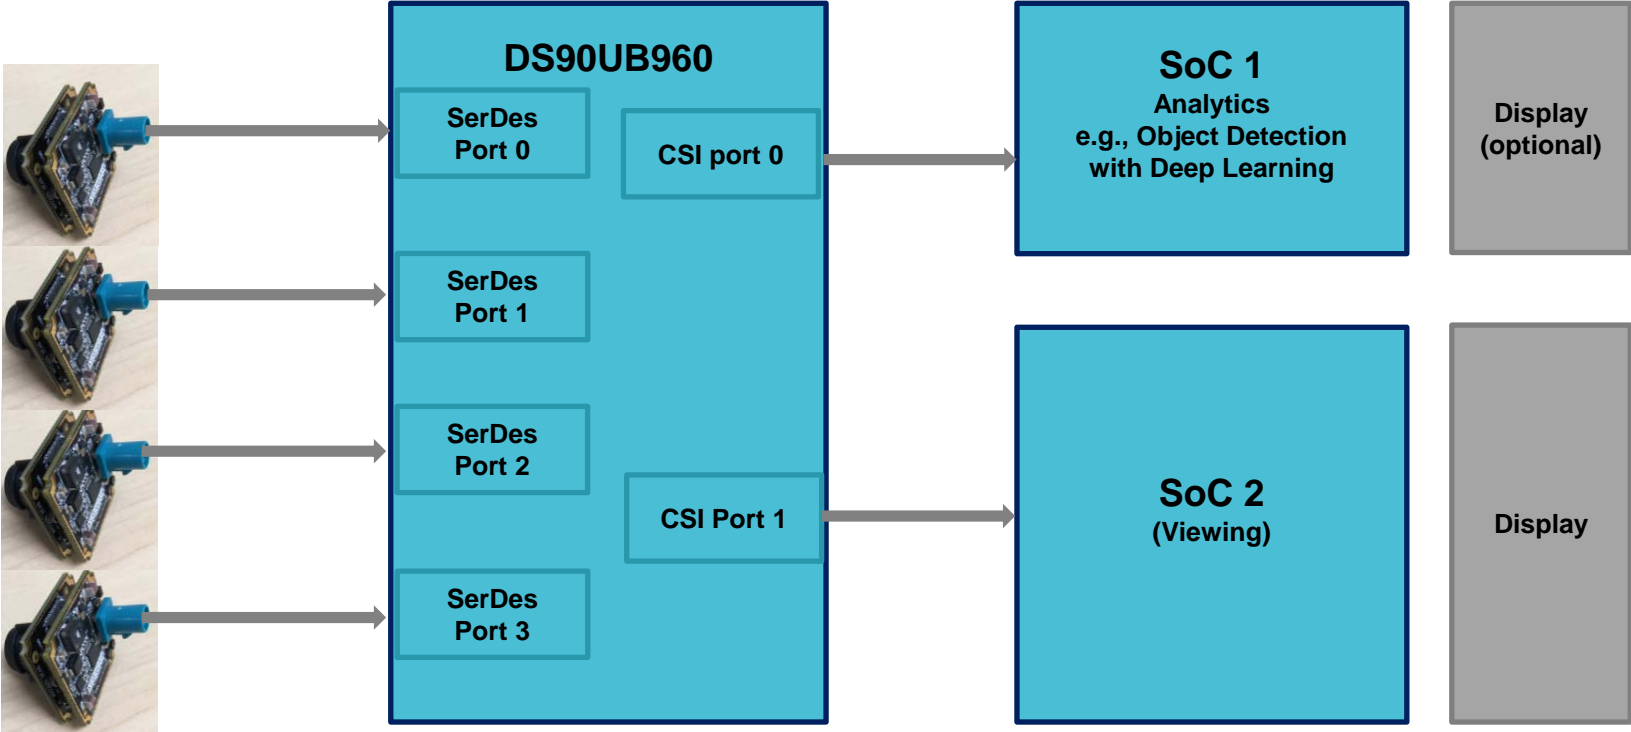 DS90UB960
SerDes
Port 0
CSI port 0
SerDes
Port 1
SerDes
Port 2
CSI Port 1
SerDes
Port 3
SoC 1
Analytics
e.g., Object Detection
with Deep Learning
Display
(optional)
SoC 2
(Viewing)
Display